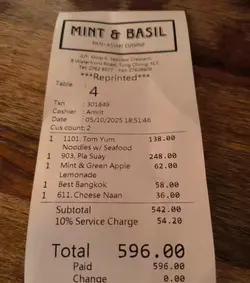 MINT & BASIL
PAN-ASIAN CUISINE
***Reprinted***
Table : 4
Txn : 301849
Cashier : Amrit
Date : 05/10/2025 18:51:46
Cus count: 2
1 1101. Tom Yum 138.00
Noodles w/ Seafood
1 903. Pla Suay 248.00
1 Mint & Green Apple 62.00
Lemonade
1 Best Bangkok 58.00
1 611. Cheese Naan 36.00
Subtotal 542.00
10% Service Charge 54.20
Total 596.00
Paid 596.00
Change 0.00